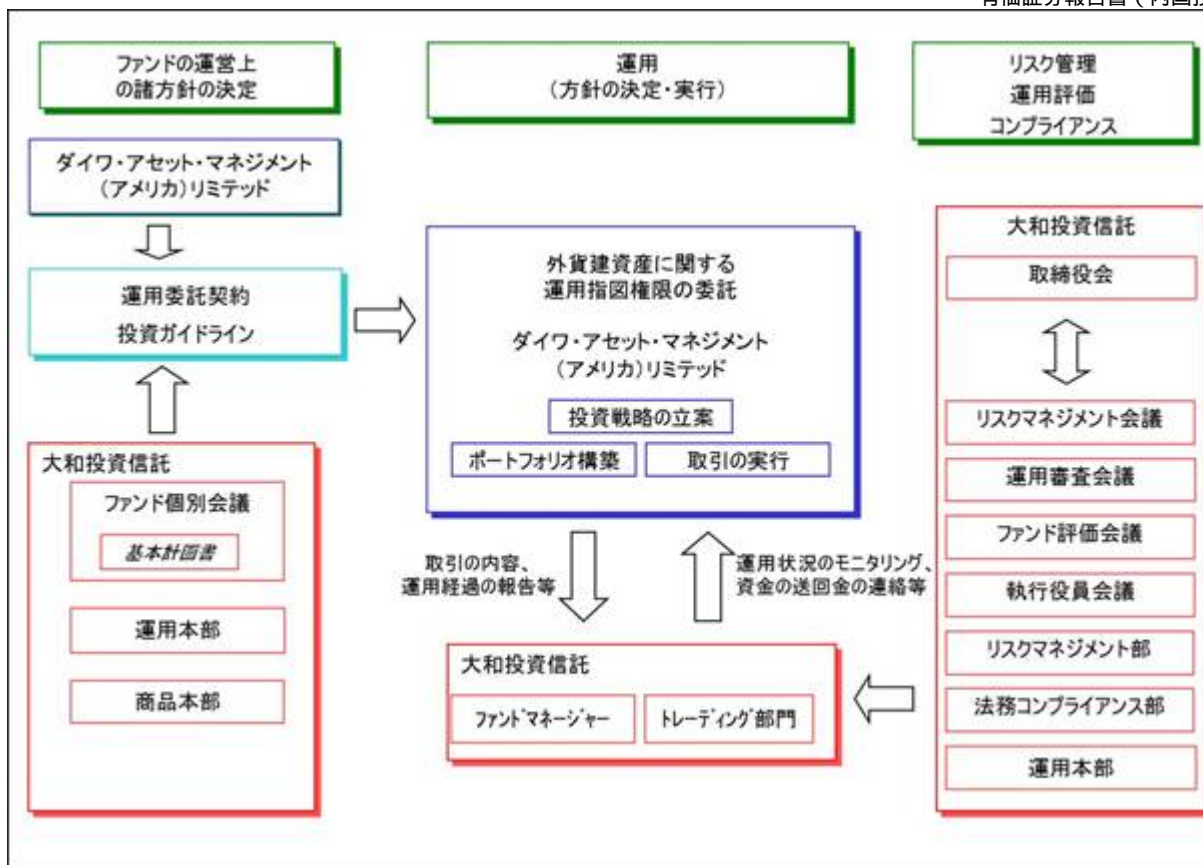 ファンドの運営上
の諸方針の決定
運用
（方針の決定・実行）
リスク管理
運用評価
コンプライアンス
ダイワ・アセット・マネジメント
（アメリカ）リミテッド
運用委託契約
投資ガイドライン
大和投資信託
ファンド個別会議
基本計画書
運用本部
商品本部
外貨建資産に関する
運用指図権限の委託
ダイワ・アセット・マネジメント
（アメリカ）リミテッド
投資戦略の立案
ポートフォリオ構築
取引の実行
取引の内容、
運用経過の報告等
運用状況のモニタリング、
資金の送回金の連絡等
大和投資信託
ﾌｧﾝﾄﾞﾏﾈｰｼﾞｬｰ
ﾄﾚｰﾃﾞｨﾝｸﾞ部門
大和投資信託
取締役会
リスクマネジメント会議
運用審査会議
ファンド評価会議
執行役員会議
リスクマネジメント部
法務コンプライアンス部
運用本部